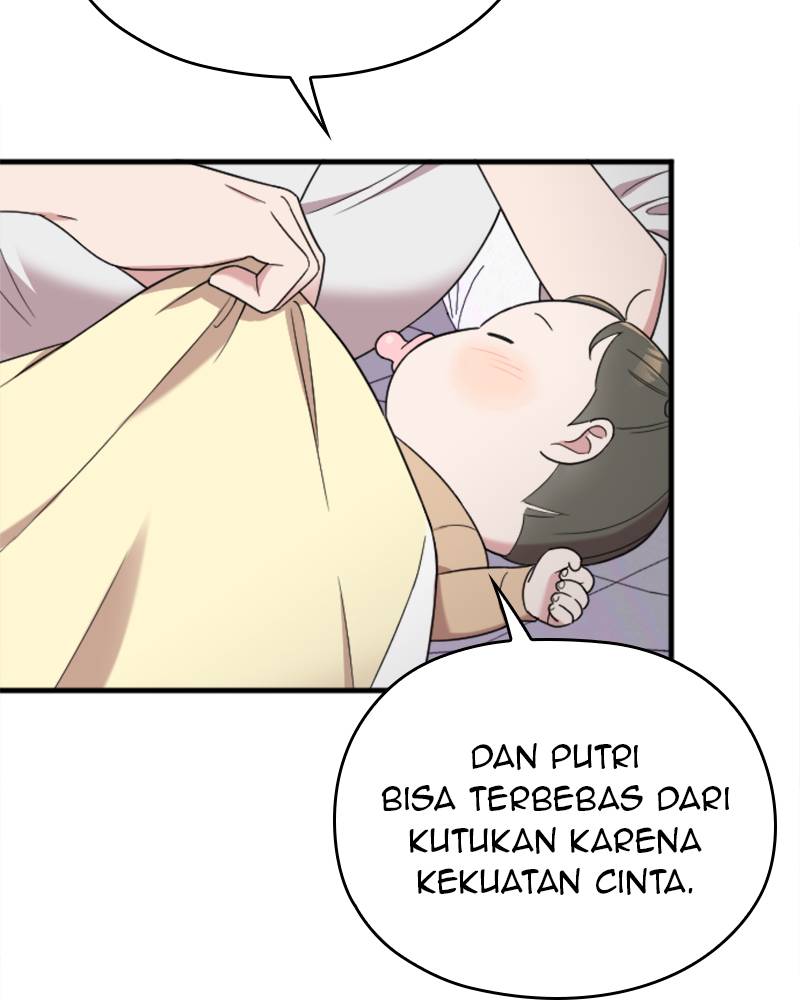 DAN PUTRI
BISA TERBEBAS DARI
KUTUKAN KARENA
KEKUATAN CINTA.